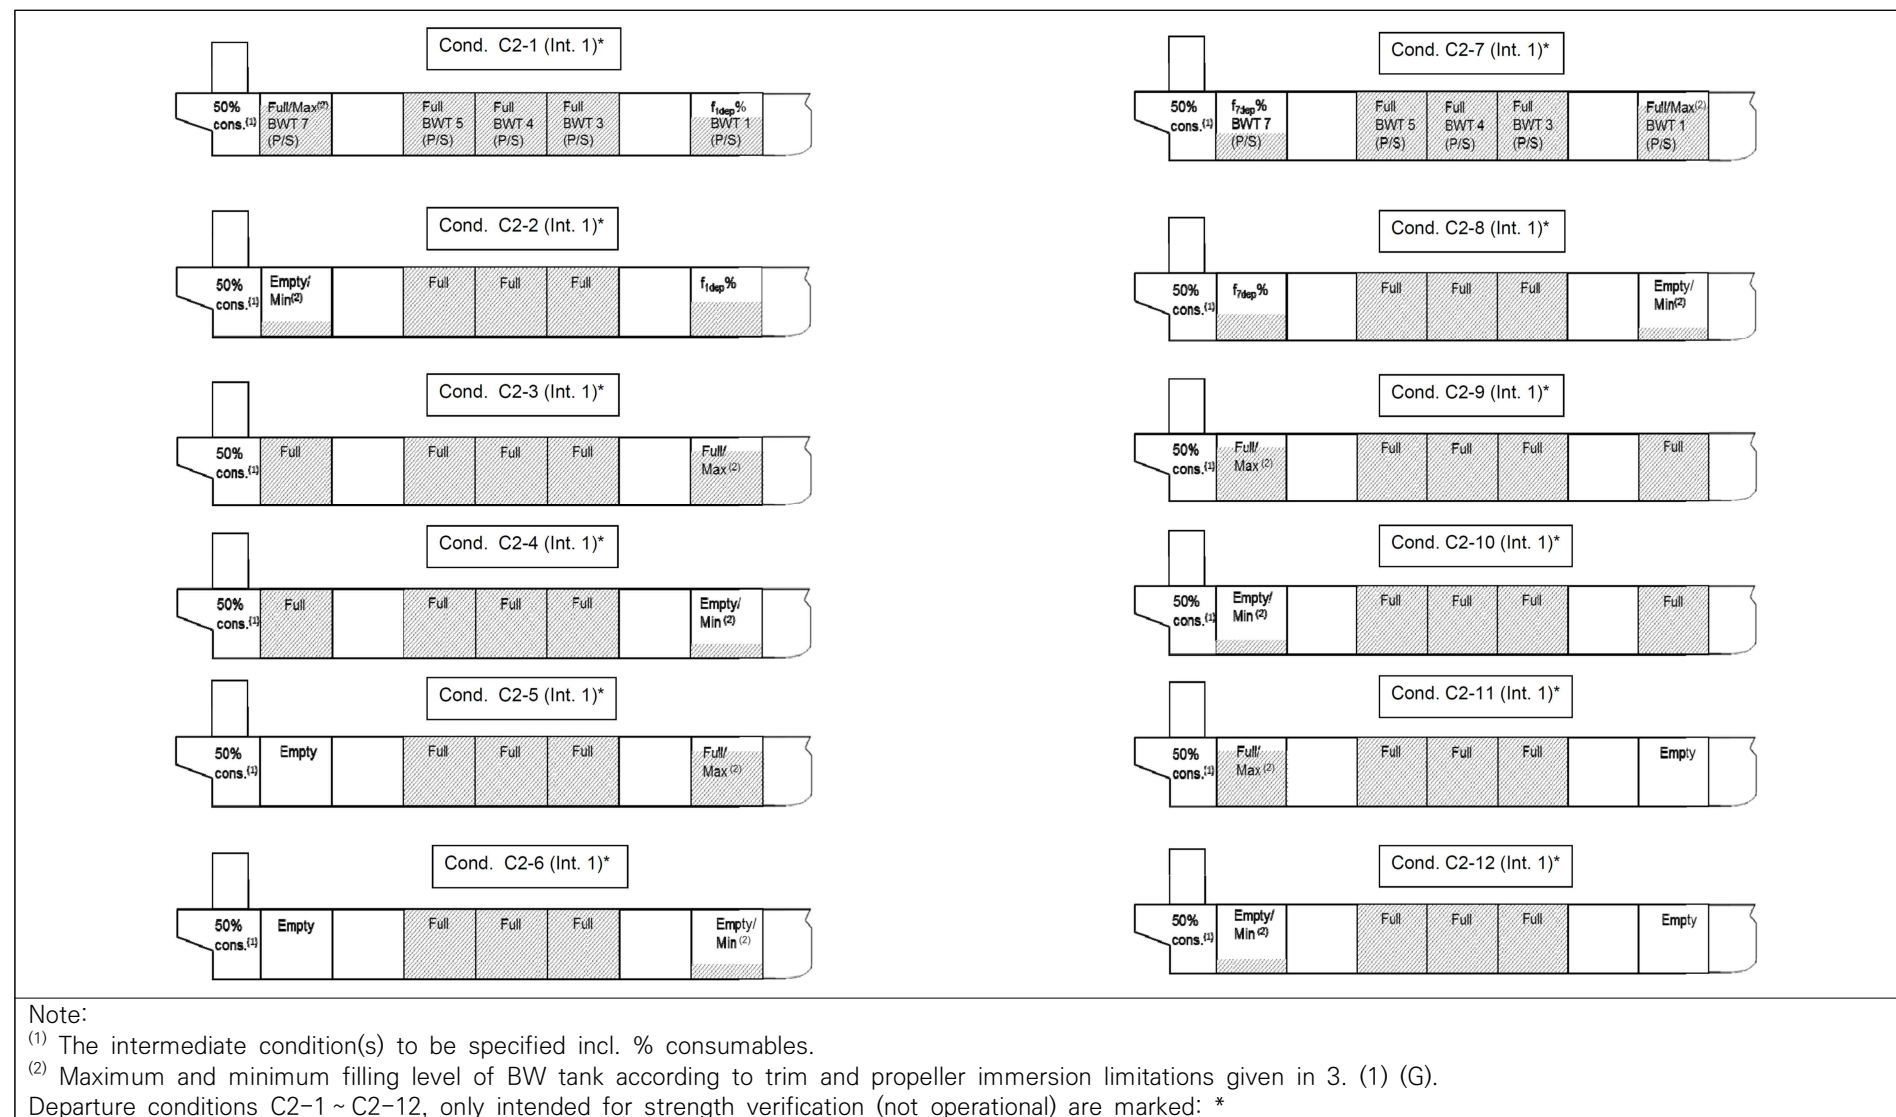 Cond. C2-1 (Int. 1)*
50% cons.(1)
Full/Max(2) BWT 7 (P/S)
Full BWT 5 (P/S)
Full BWT 4 (P/S)
Full BWT 3 (P/S)
f1dep% BWT 1 (P/S)
Cond. C2-7 (Int. 1)*
50% cons.(1)
f7dep% BWT 7 (P/S)
Full BWT 5 (P/S)
Full BWT 4 (P/S)
Full BWT 3 (P/S)
Full/Max(2) BWT 1 (P/S)
Cond. C2-2 (Int. 1)*
50% cons.(1)
Empty/ Min(2)
Full
Full
Full
f1dep%
Cond. C2-8 (Int. 1)*
50% cons.(1)
f7dep%
Full
Full
Full
Empty/ Min(2)
Cond. C2-3 (Int. 1)*
50% cons.(1)
Full
Full
Full
Full
Full/ Max (2)
Cond. C2-9 (Int. 1)*
50% cons.(1)
Full/ Max (2)
Full
Full
Full
Full
Cond. C2-4 (Int. 1)*
50% cons.(1)
Full
Full
Full
Full
Empty/ Min (2)
Cond. C2-10 (Int. 1)*
50% cons.(1)
Empty/ Min (2)
Full
Full
Full
Full
Cond. C2-5 (Int. 1)*
50% cons.(1)
Empty
Full
Full
Full
Full/ Max (2)
Cond. C2-11 (Int. 1)*
50% cons.(1)
Full/ Max (2)
Full
Full
Full
Empty
Cond. C2-6 (Int. 1)*
50% cons.(1)
Empty
Full
Full
Full
Empty/ Min (2)
Cond. C2-12 (Int. 1)*
50% cons.(1)
Empty/ Min (2)
Full
Full
Full
Empty
Note:
(1) The intermediate condition(s) to be specified incl. % consumables.
(2) Maximum and minimum filling level of BW tank according to trim and propeller immersion limitations given in 3. (1) (G).
Departure conditions C2-1 ~ C2-12, only intended for strength verification (not operational) are marked: *